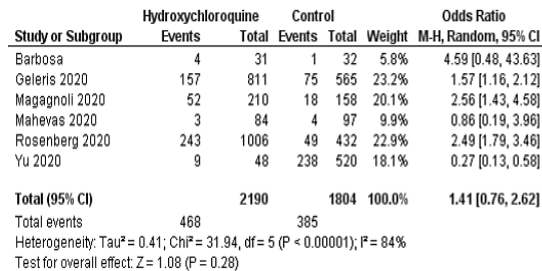 Hydroxychloroquine Control Odds Ratio
Study or Subgroup Events Total Events Total Weight M-H, Random, 95% CI
Barbosa 4 31 1 32 5.8% 4.59 [0.48, 43.63]
Geleris 2020 157 811 75 565 23.2% 1.57 [1.16, 2.12]
Magagnoli 2020 52 210 18 158 20.1% 2.56 [1.43, 4.58]
Mahevas 2020 3 84 4 97 9.9% 0.86 [0.19, 3.96]
Rosenberg 2020 243 1006 49 432 22.9% 2.49 [1.79, 3.46]
Yu 2020 9 48 238 520 18.1% 0.27 [0.13, 0.58]
Total (95% CI) 2190 1804 100.0% 1.41 [0.76, 2.62]
Total events 468 385
Heterogeneity: Tau² = 0.41; Chi² = 31.94, df = 5 (P < 0.00001); I² = 84%
Test for overall effect: Z = 1.08 (P = 0.28)